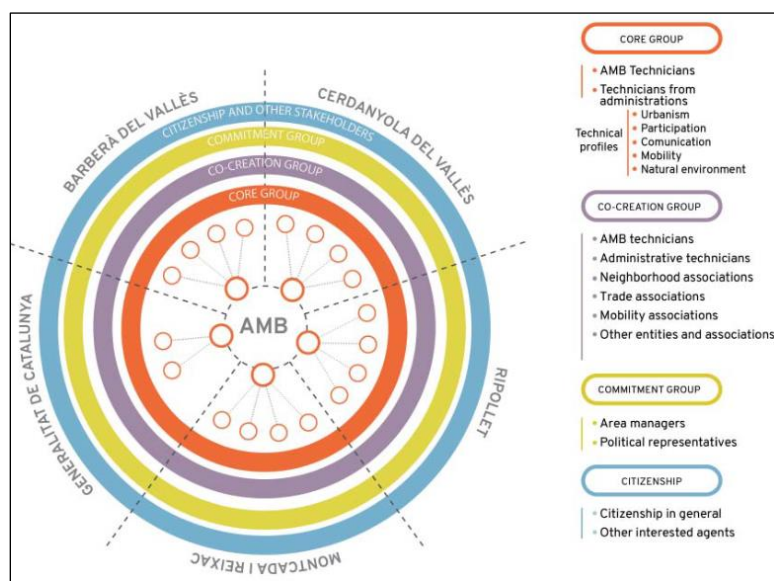 BARBERÀ DEL VALLÈS
CERDANYOLA DEL VALLÈS
CITIZENSHIP AND OTHER STAKEHOLDERS
COMMITMENT GROUP
CO-CREATION GROUP
CORE GROUP
AMB
GENERALITAT DE CATALUNYA
RIPOLLET
MONTCADA I REIXAC
CORE GROUP
AMB Technicians
Technicians from
administrations
Technical
profiles
Urbanism
Participation
Comunication
Mobility
Natural environment
CO-CREATION GROUP
AMB technicians
Administrative technicians
Neighborhood associations
Trade associations
Mobility associations
Other entities and associations
COMMITMENT GROUP
Area managers
Political representatives
CITIZENSHIP
Citizenship in general
Other interested agents